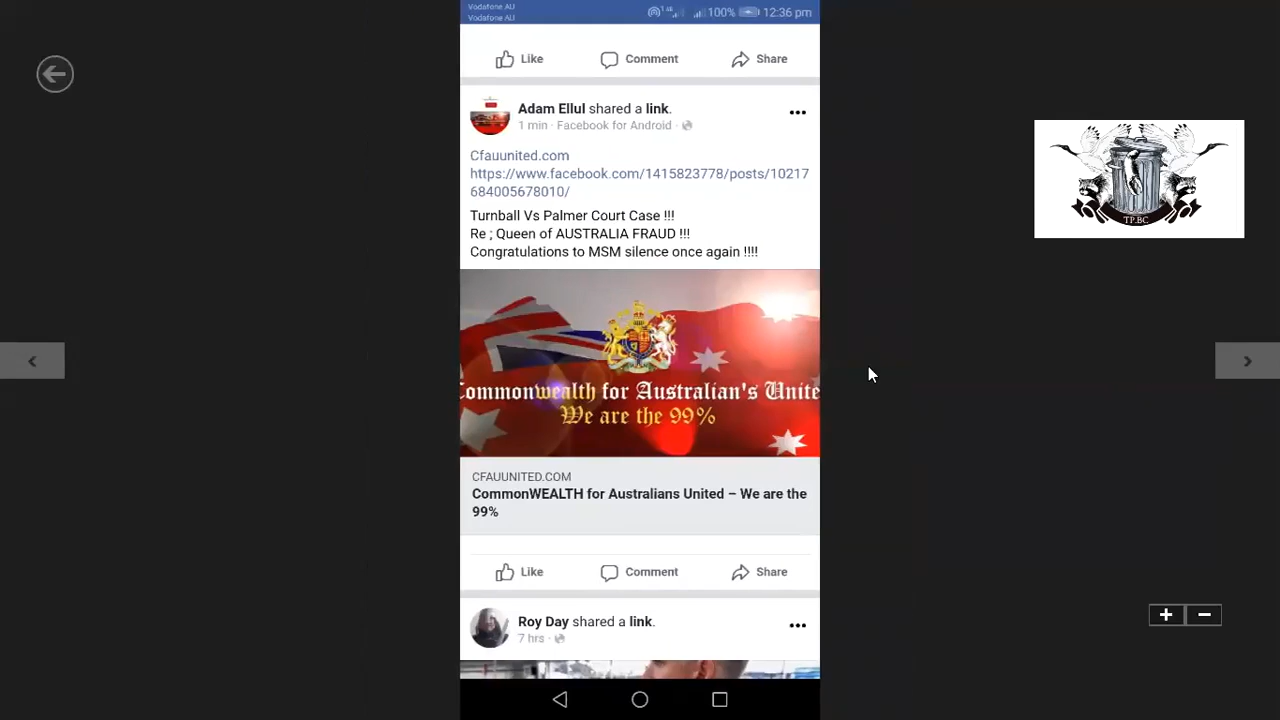 Vodafone AU
Vodafone AU
100% 12:36 pm
Like Comment Share
Adam Ellul shared a link.
1 min · Facebook for Android ·
Cfauunited.com
https://www.facebook.com/1415823778/posts/10217
684005678010/
Turnball Vs Palmer Court Case !!!
Re ; Queen of AUSTRALIA FRAUD !!!
Congratulations to MSM silence once again !!!!
ommonwealth for Australian's Unite
We are the 99%
CFAUUNITED.COM
CommonWEALTH for Australians United – We are the
99%
Like Comment Share
Roy Day shared a link.
7 hrs ·
TP.BC